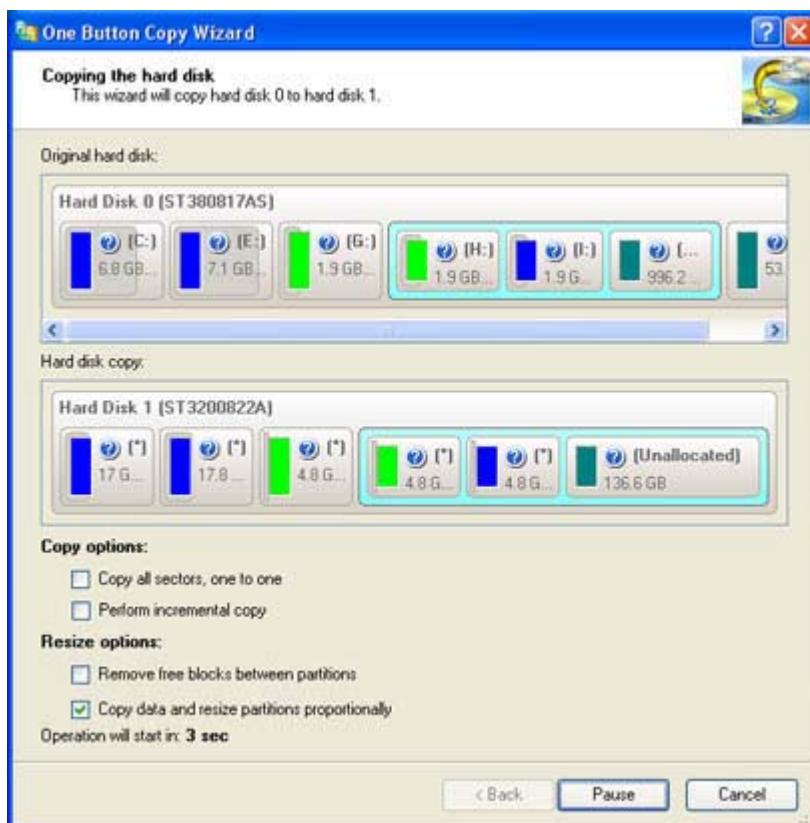 One Button Copy Wizard
Copying the hard disk
This wizard will copy hard disk 0 to hard disk 1.
Original hard disk:
Hard Disk 0 (ST380817AS)
(C:) (E:) (G:) (H:) (I:) (...
6.8 GB... 7.1 GB... 1.9 GB... 1.9 GB... 1.9 G... 996.2 ... 53.
Hard disk copy:
Hard Disk 1 (ST3200822A)
(*) (*) (*) (*) (*) (Unallocated)
17 G... 17.8 ... 4.8 G... 4.8 G... 4.8 G... 136.6 GB
Copy options:
Copy all sectors, one to one
Perform incremental copy
Resize options:
Remove free blocks between partitions
Copy data and resize partitions proportionally
Operation will start in: 3 sec
< Back Pause Cancel